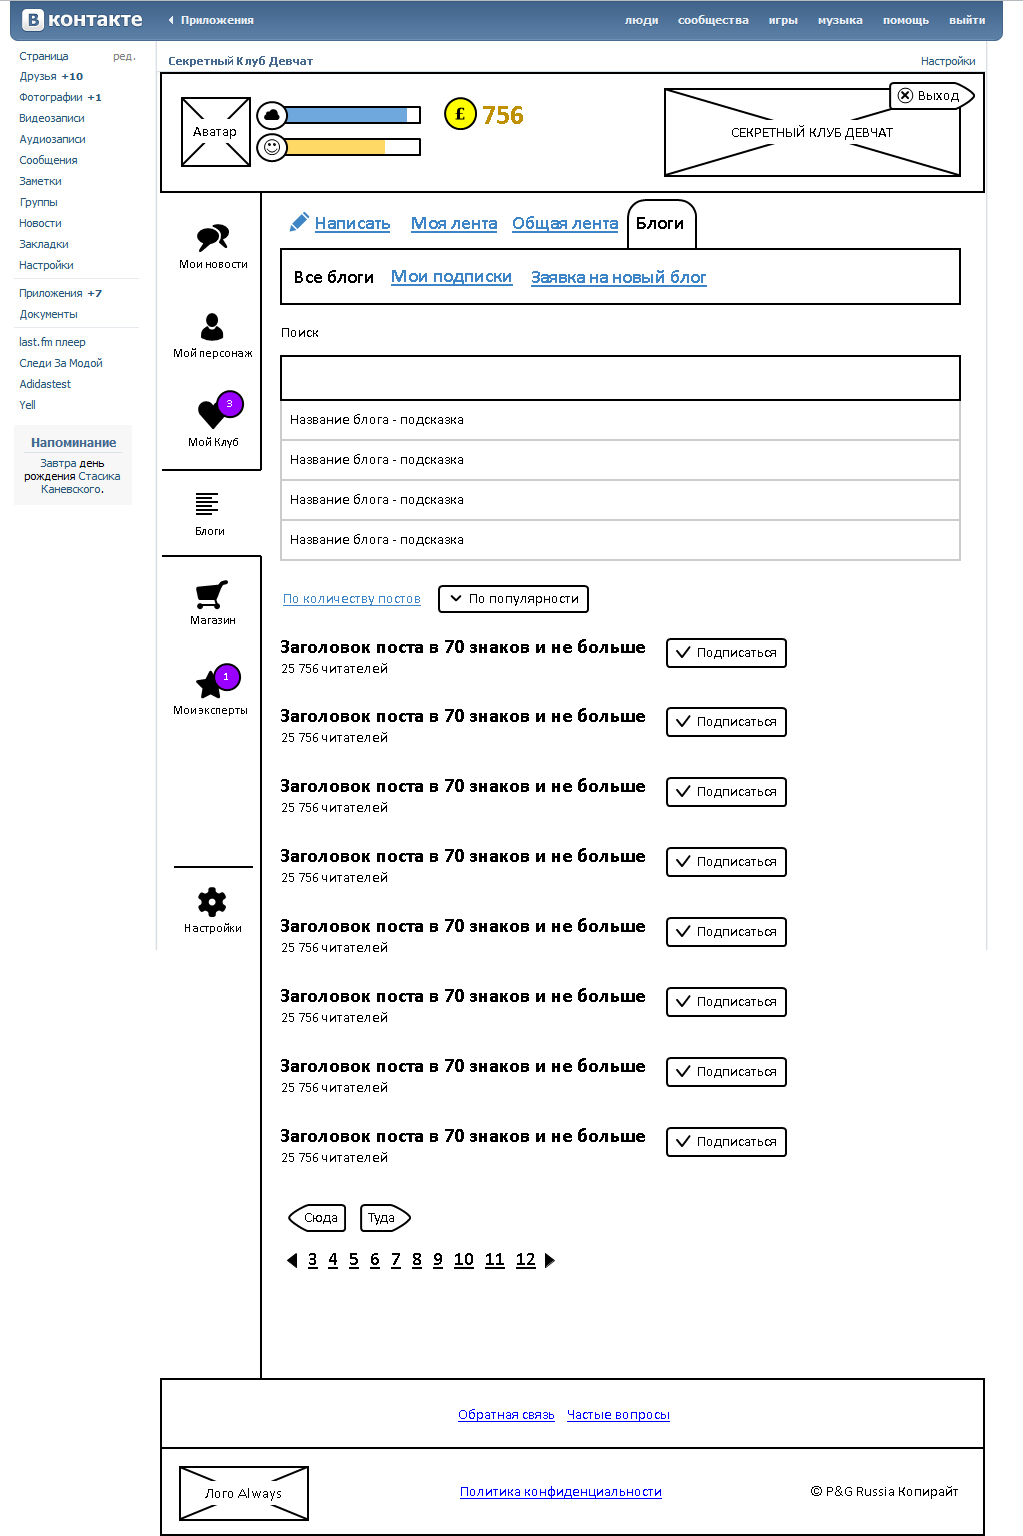 В контакте
Приложения
люди сообщества игры музыка помощь выйти
Страница ред.
Друзья +10
Фотографии +1
Видеозаписи
Аудиозаписи
Сообщения
Заметки
Группы
Новости
Закладки
Настройки
Приложения +7
Документы
last.fm плеер
Следи За Модой
Adidastest
Yell
Напоминание
Завтра день
рождения Стасика
Каневского.
Секретный Клуб Девчат
Настройки
Аватар
£ 756
Выход
СЕКРЕТНЫЙ КЛУБ ДЕВЧАТ
Мои новости
Мой персонаж
3
Мой Клуб
Блоги
Магазин
1
Мои эксперты
Настройки
Написать Моя лента Общая лента Блоги
Все блоги Мои подписки Заявка на новый блог
Поиск
Название блога - подсказка
Название блога - подсказка
Название блога - подсказка
Название блога - подсказка
По количеству постов По популярности
Заголовок поста в 70 знаков и не больше
25 756 читателей
Подписаться
Заголовок поста в 70 знаков и не больше
25 756 читателей
Подписаться
Заголовок поста в 70 знаков и не больше
25 756 читателей
Подписаться
Заголовок поста в 70 знаков и не больше
25 756 читателей
Подписаться
Заголовок поста в 70 знаков и не больше
25 756 читателей
Подписаться
Заголовок поста в 70 знаков и не больше
25 756 читателей
Подписаться
Заголовок поста в 70 знаков и не больше
25 756 читателей
Подписаться
Заголовок поста в 70 знаков и не больше
25 756 читателей
Подписаться
Сюда Туда
3 4 5 6 7 8 9 10 11 12
Обратная связь Частые вопросы
Лого Always
Политика конфиденциальности
© P&G Russia Копирайт